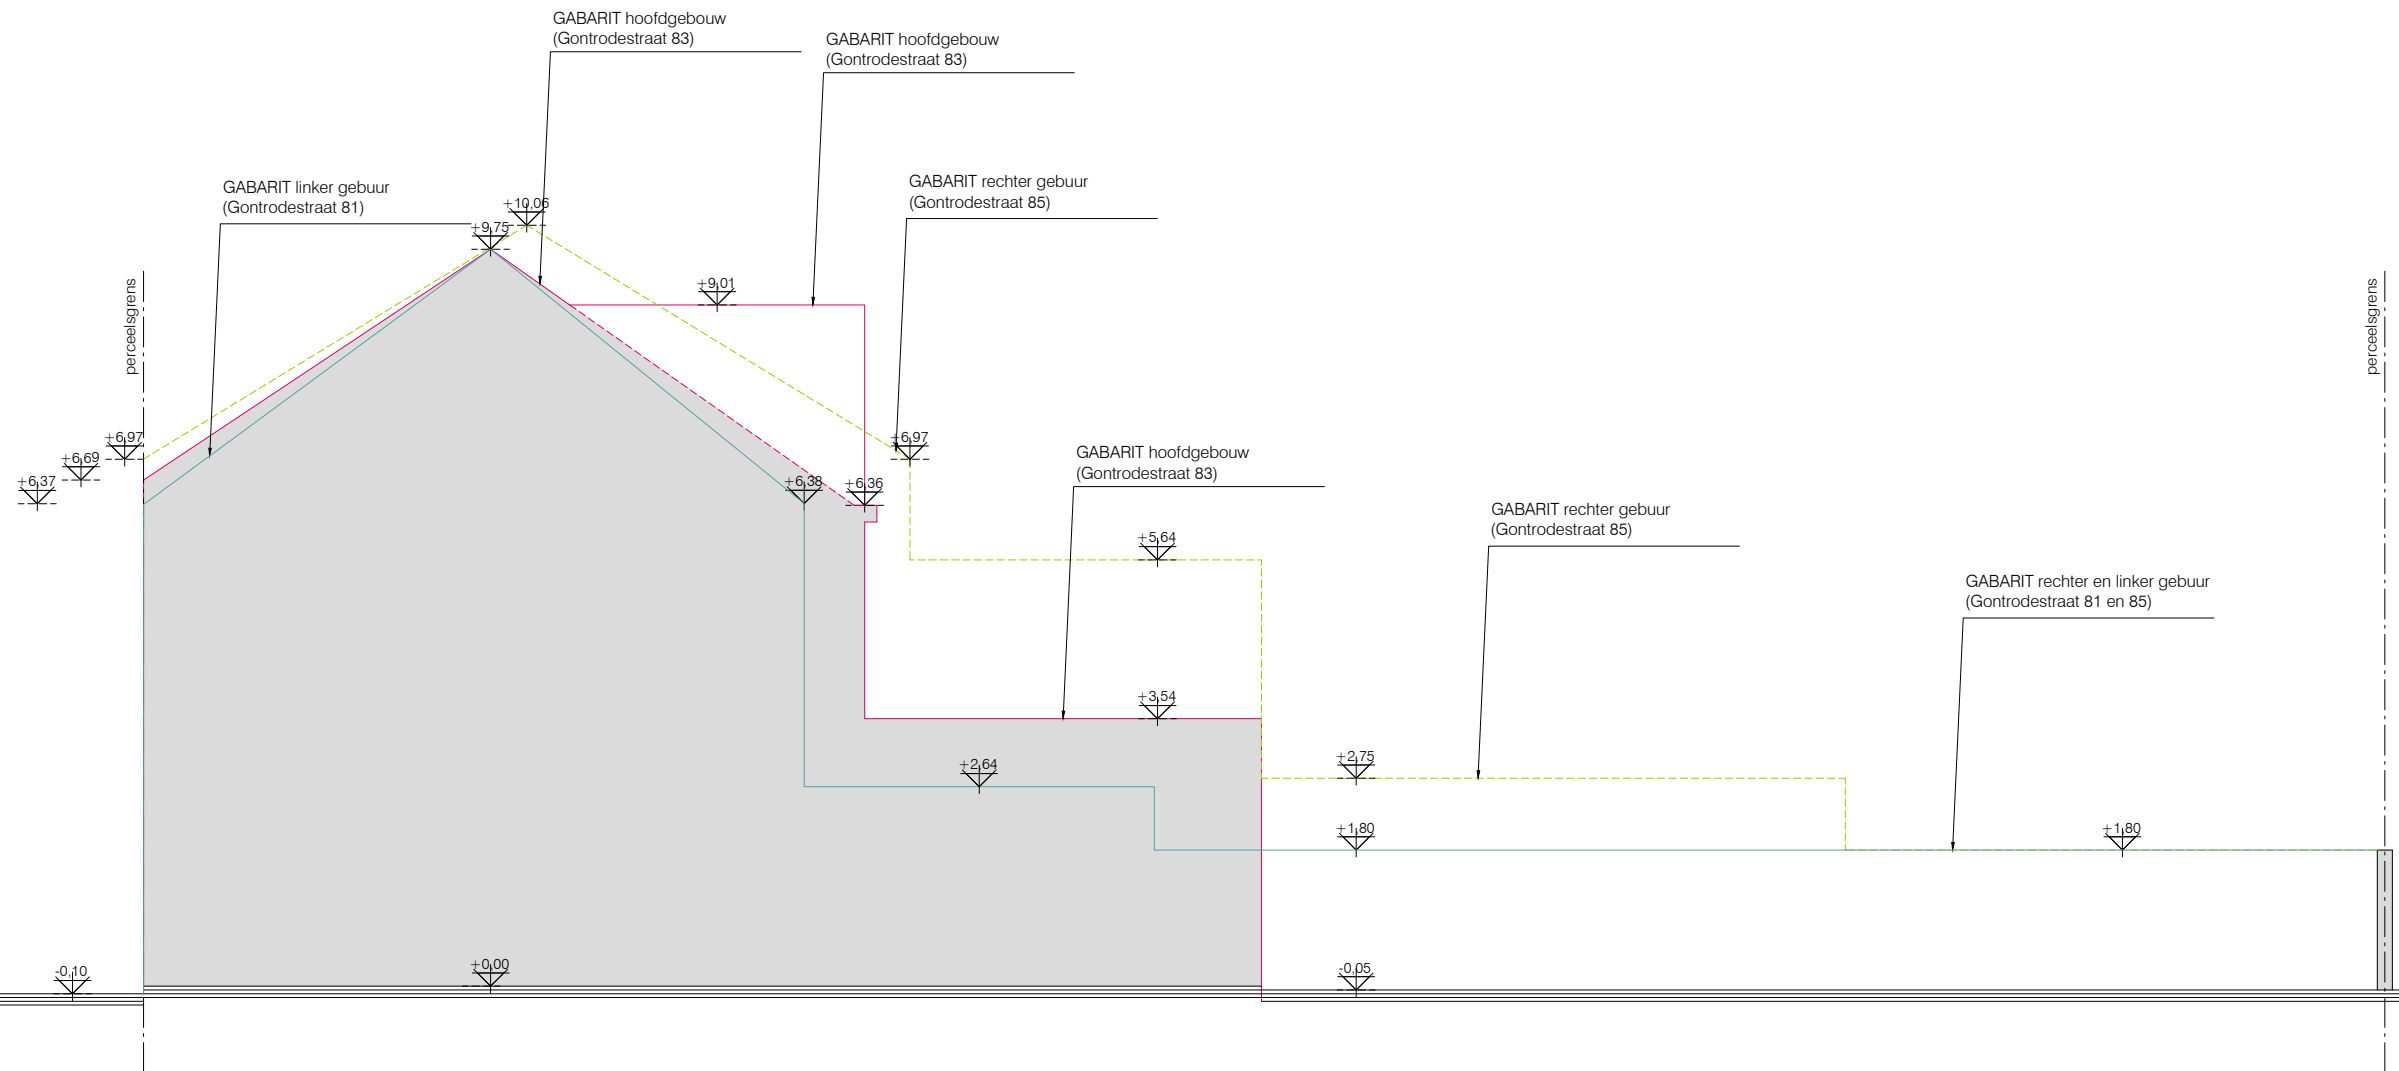 GABARIT hoofdgebouw
(Gontrodestraat 83)
GABARIT hoofdgebouw
(Gontrodestraat 83)
GABARIT linker gebuur
(Gontrodestraat 81)
GABARIT rechter gebuur
(Gontrodestraat 85)
+10,06
+9,75
+9,01
perceelsgrens
perceelsgrens
+6,97
+6,69
+6,37
+6,38
+6,36
+6,97
GABARIT hoofdgebouw
(Gontrodestraat 83)
GABARIT rechter gebuur
(Gontrodestraat 85)
+5,64
GABARIT rechter en linker gebuur
(Gontrodestraat 81 en 85)
+3,54
+2,64
+2,75
+1,80
+1,80
-0,10
+0,00
-0,05